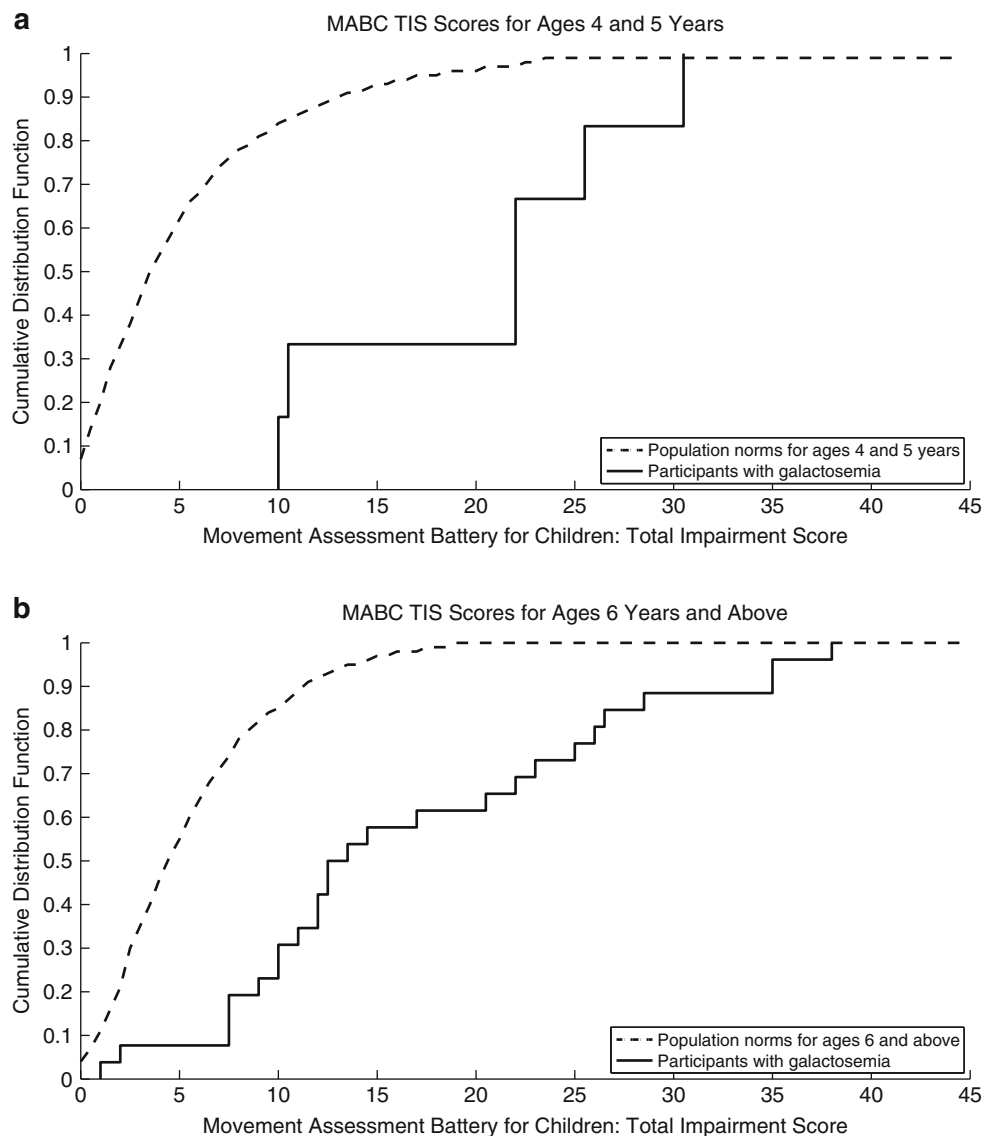 a
MABC TIS Scores for Ages 4 and 5 Years
Cumulative Distribution Function
1
0.9
0.8
0.7
0.6
0.5
0.4
0.3
0.2
0.1
0
Population norms for ages 4 and 5 years
Participants with galactosemia
0 5 10 15 20 25 30 35 40 45
Movement Assessment Battery for Children: Total Impairment Score
b
MABC TIS Scores for Ages 6 Years and Above
Cumulative Distribution Function
1
0.9
0.8
0.7
0.6
0.5
0.4
0.3
0.2
0.1
0
Population norms for ages 6 and above
Participants with galactosemia
0 5 10 15 20 25 30 35 40 45
Movement Assessment Battery for Children: Total Impairment Score